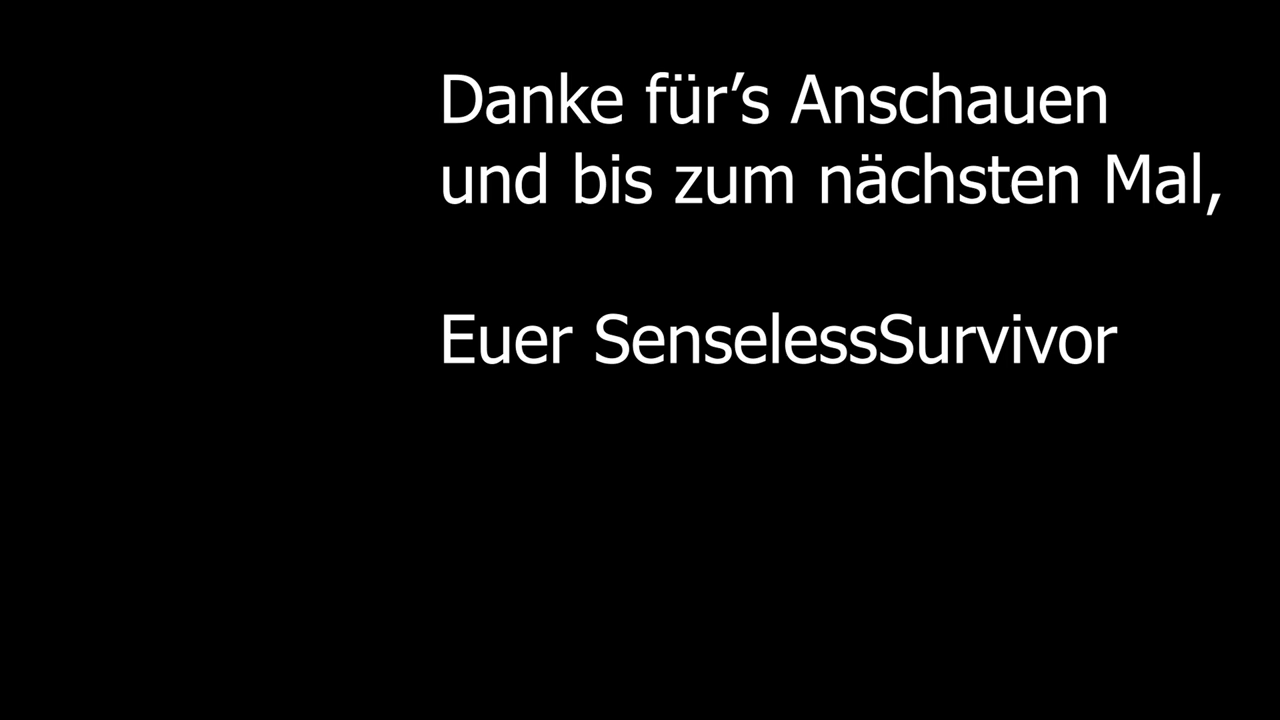 Danke für’s Anschauen
und bis zum nächsten Mal,
Euer SenselessSurvivor